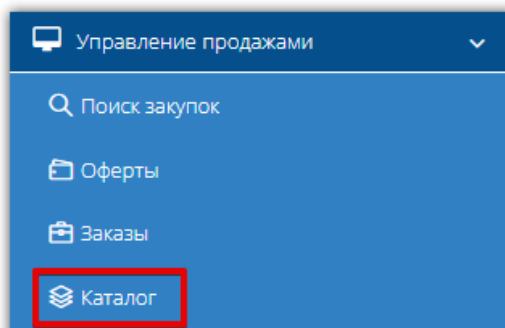 Управление продажами
Поиск закупок
Оферты
Заказы
Каталог